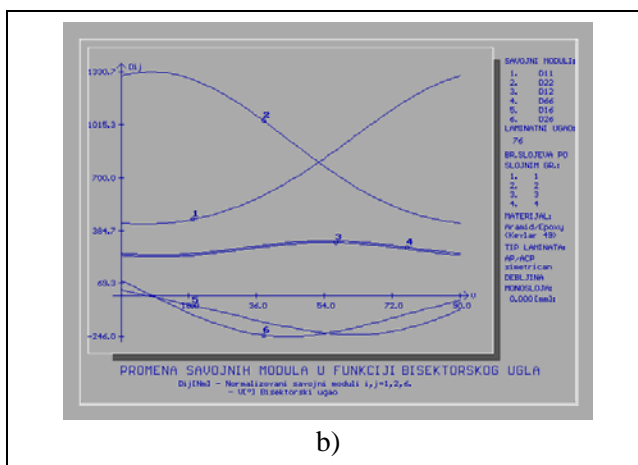 Dij
1330.7
1015.3
700.0
384.7
69.3
-246.0
18.0
36.0
54.0
72.0
90.0
U
1
2
3
4
5
6
SAVOJNI MODULI:
1. D11
2. D22
3. D12
4. D66
5. D16
6. D26
LAMINATNI UGAO:
76
BR.SLOJEVA PO
SLOJNIM GR.:
1. 1
2. 2
3. 3
4. 4
MATERIJAL:
Aramid/Epoxy
(Kevlar 49)
TIP LAMINATA:
AP/ACP
simetrican
DEBLJINA
MONOSLOJA:
0.000[mm]
PROMENA SAVOJNIH MODULA U FUNKCIJI BISEKTORSKOG UGLA
Dij[Nm] - Normalizovani savojni moduli i,j=1,2,6.
- V[°] Bisektorski ugao
b)